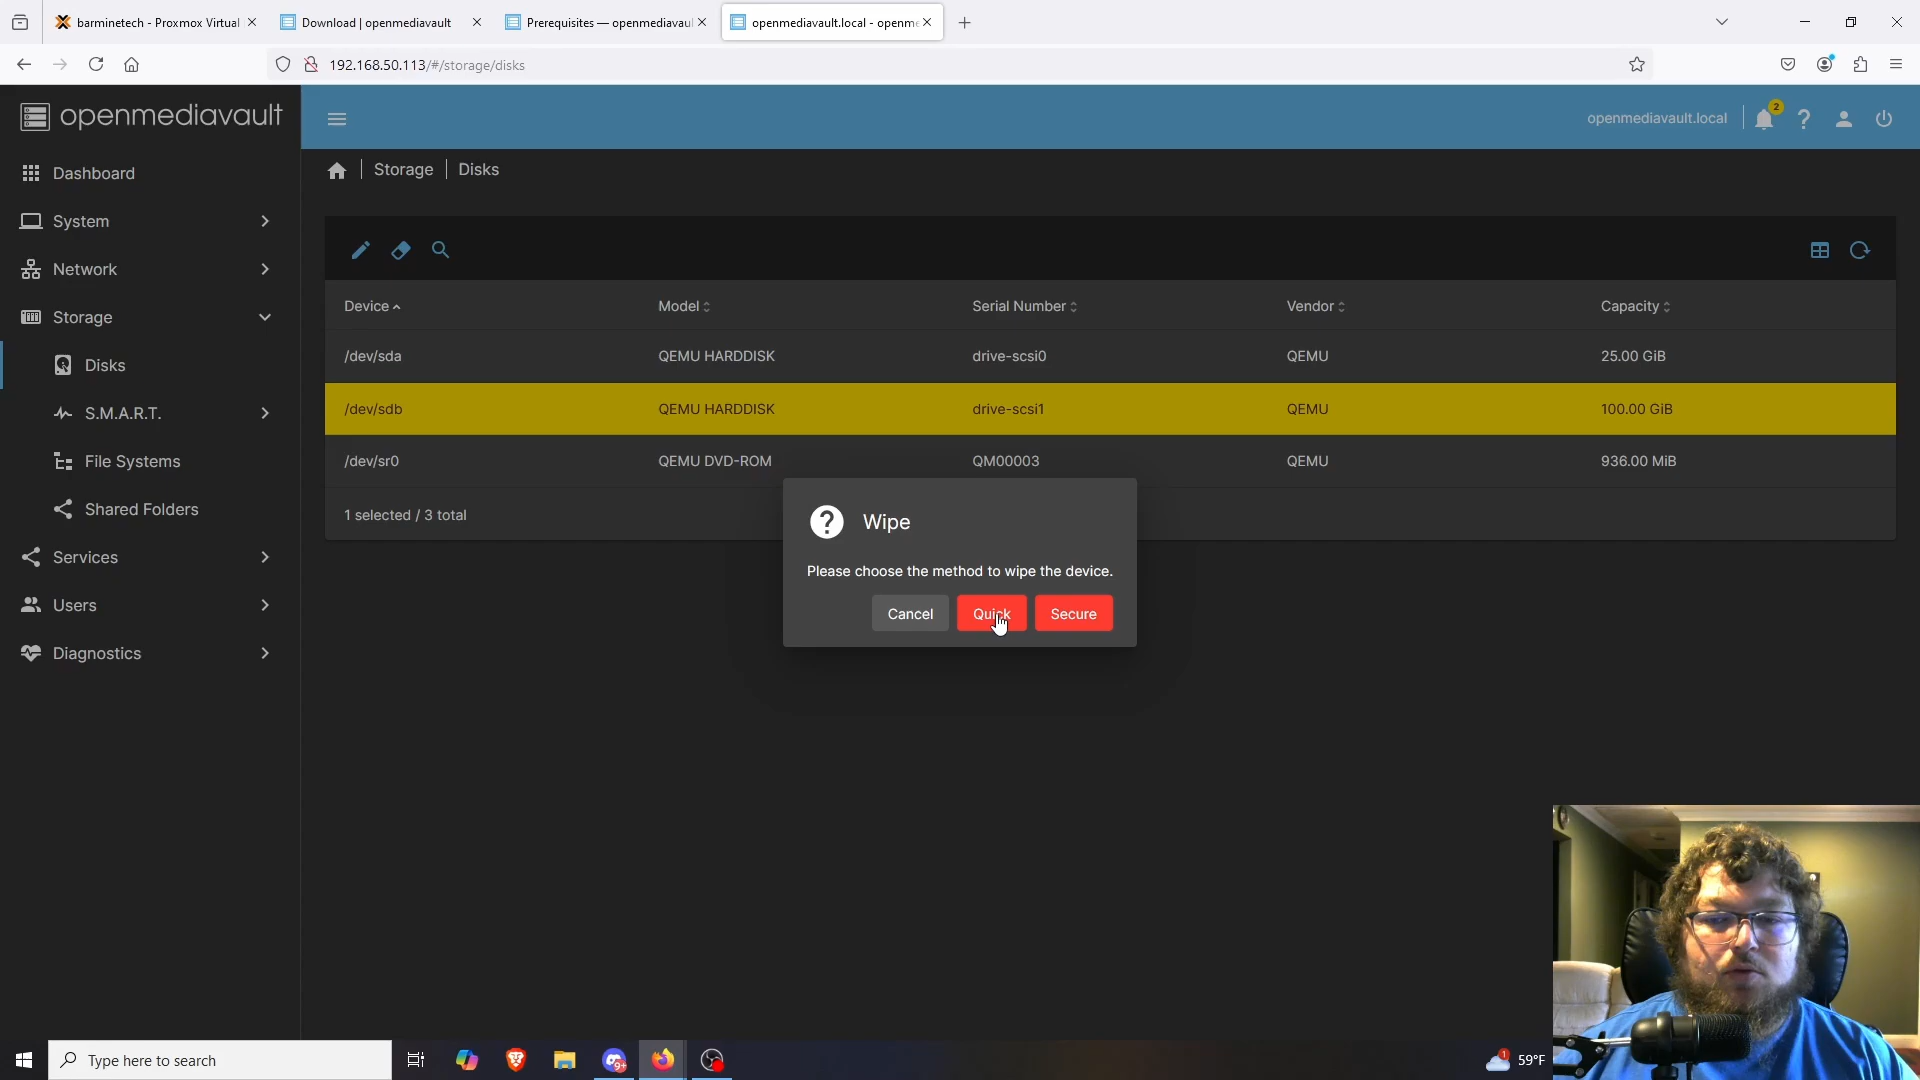 barminetech - Proxmox Virtual
Download | openmediavault
Prerequisites — openmediavau
openmediavault.local - openme
192.168.50.113/#/storage/disks
openmediavault
openmediavault.local
2
Dashboard
System
Network
Storage
Disks
S.M.A.R.T.
File Systems
Shared Folders
Services
Users
Diagnostics
Storage | Disks
Device Model Serial Number Vendor Capacity
/dev/sda QEMU HARDDISK drive-scsi0 QEMU 25.00 GiB
/dev/sdb QEMU HARDDISK drive-scsi1 QEMU 100.00 GiB
/dev/sr0 QEMU DVD-ROM QM00003 QEMU 936.00 MiB
1 selected / 3 total
Wipe
Please choose the method to wipe the device.
Cancel Quick Secure
Type here to search
9+
1
59°F